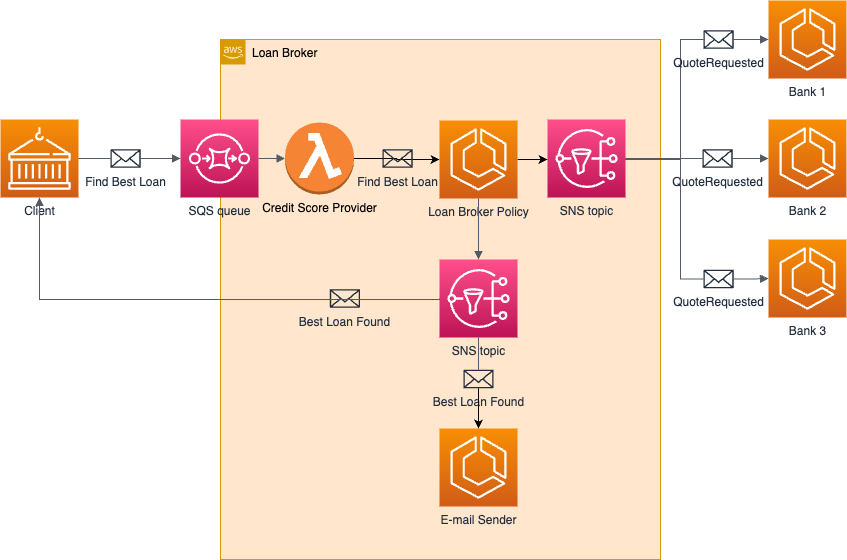 aws
Loan Broker
QuoteRequested
Bank 1
Find Best Loan
Find Best Loan
QuoteRequested
Client
SQS queue
Credit Score Provider
Loan Broker Policy
SNS topic
Bank 2
QuoteRequested
Best Loan Found
Bank 3
SNS topic
Best Loan Found
E-mail Sender